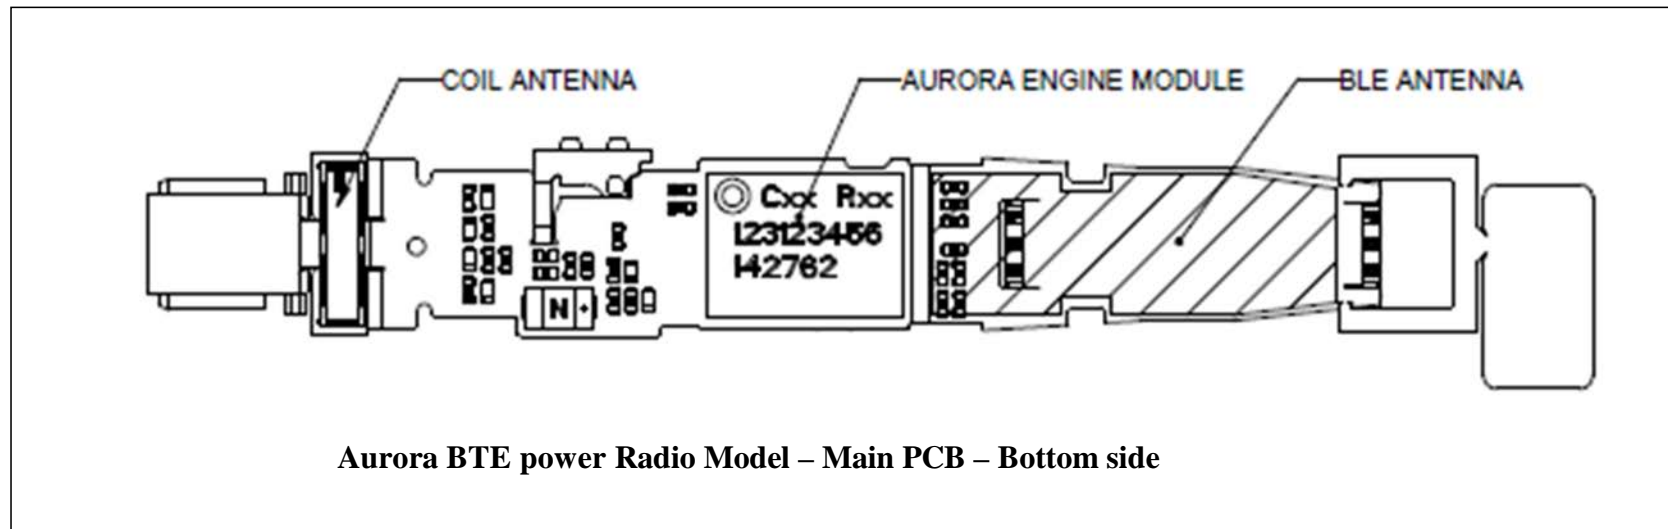 COIL ANTENNA
AURORA ENGINE MODULE
BLE ANTENNA
Cxx Rxx
123123456
142762
N
Aurora BTE power Radio Model – Main PCB – Bottom side